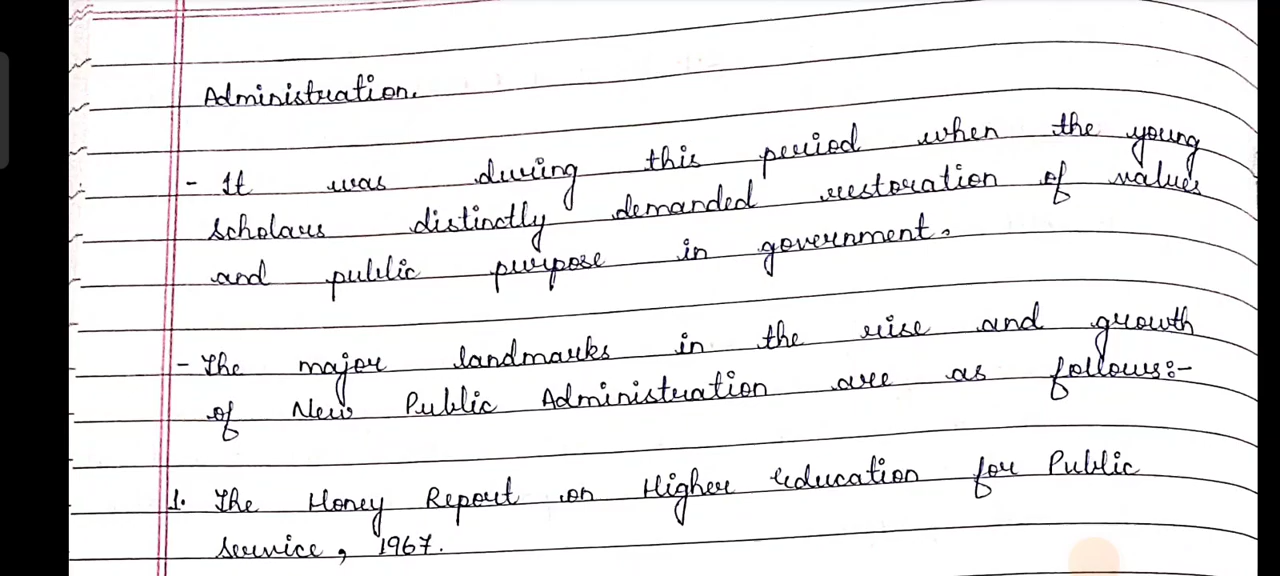 Administration.
- It was during this period when the young
scholars distinctly demanded restoration of values
and public purpose in government.
- The major landmarks in the rise and growth
of New Public Administration are as follows:-
1. The Honey Report on Higher Education for Public
Service, 1967.